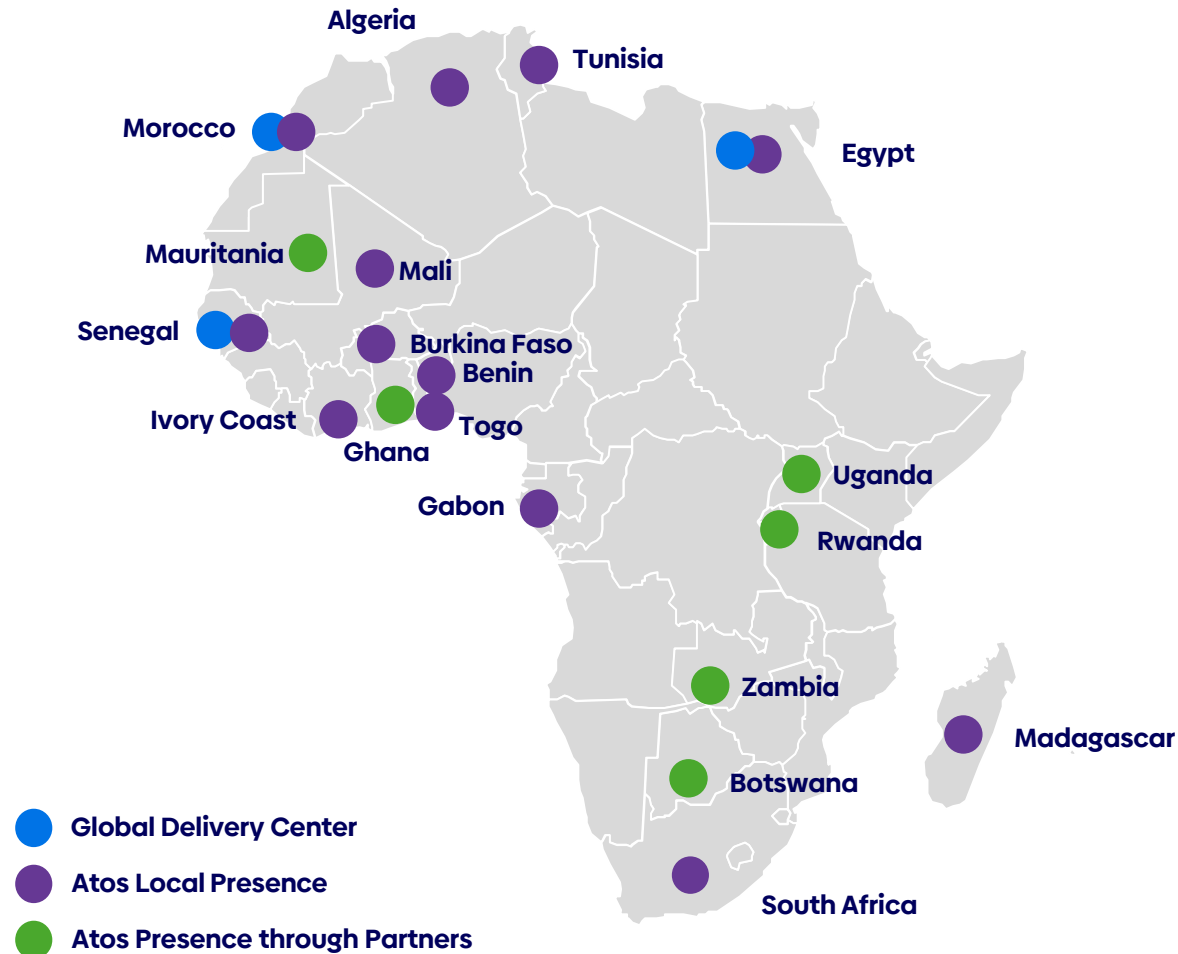 Algeria
Tunisia
Morocco
Egypt
Mauritania
Mali
Senegal
Burkina Faso
Benin
Ivory Coast
Togo
Ghana
Uganda
Gabon
Rwanda
Zambia
Madagascar
Botswana
Global Delivery Center
Atos Local Presence
South Africa
Atos Presence through Partners